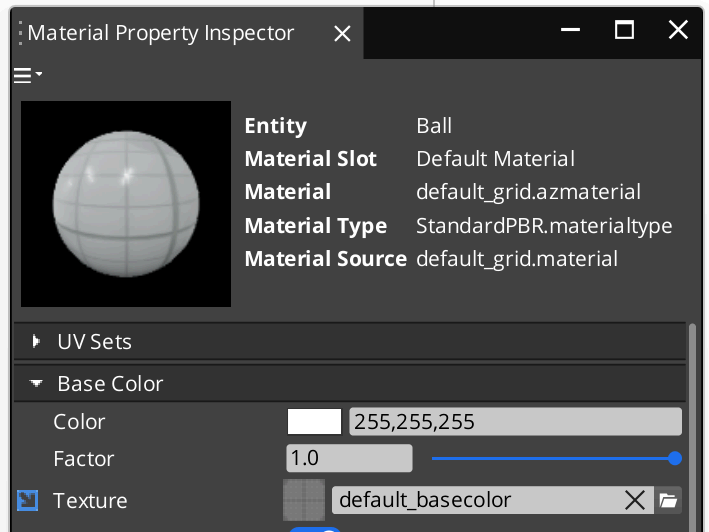 Material Property Inspector
Entity Ball
Material Slot Default Material
Material default_grid.azmaterial
Material Type StandardPBR.materialtype
Material Source default_grid.material
UV Sets
Base Color
Color 255,255,255
Factor 1.0
Texture default_basecolor